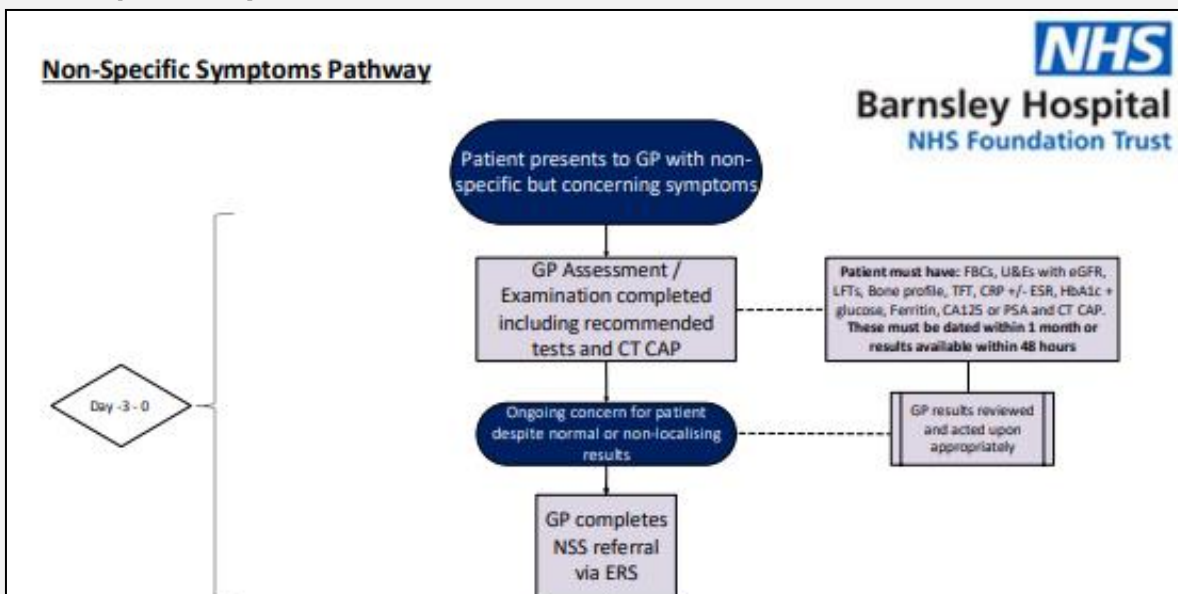 Non-Specific Symptoms Pathway
NHS
Barnsley Hospital
NHS Foundation Trust
Patient presents to GP with non-
specific but concerning symptoms
GP Assessment /
Examination completed
including recommended
tests and CT CAP
Patient must have: FBCs, U&Es with eGFR,
LFTs, Bone profile, TFT, CRP +/- ESR, HbA1c +
glucose, Ferritin, CA125 or PSA and CT CAP.
These must be dated within 1 month or
results available within 48 hours
Day -3 - 0
Ongoing concern for patient
despite normal or non-localising
results
GP results reviewed
and acted upon
appropriately
GP completes
NSS referral
via ERS